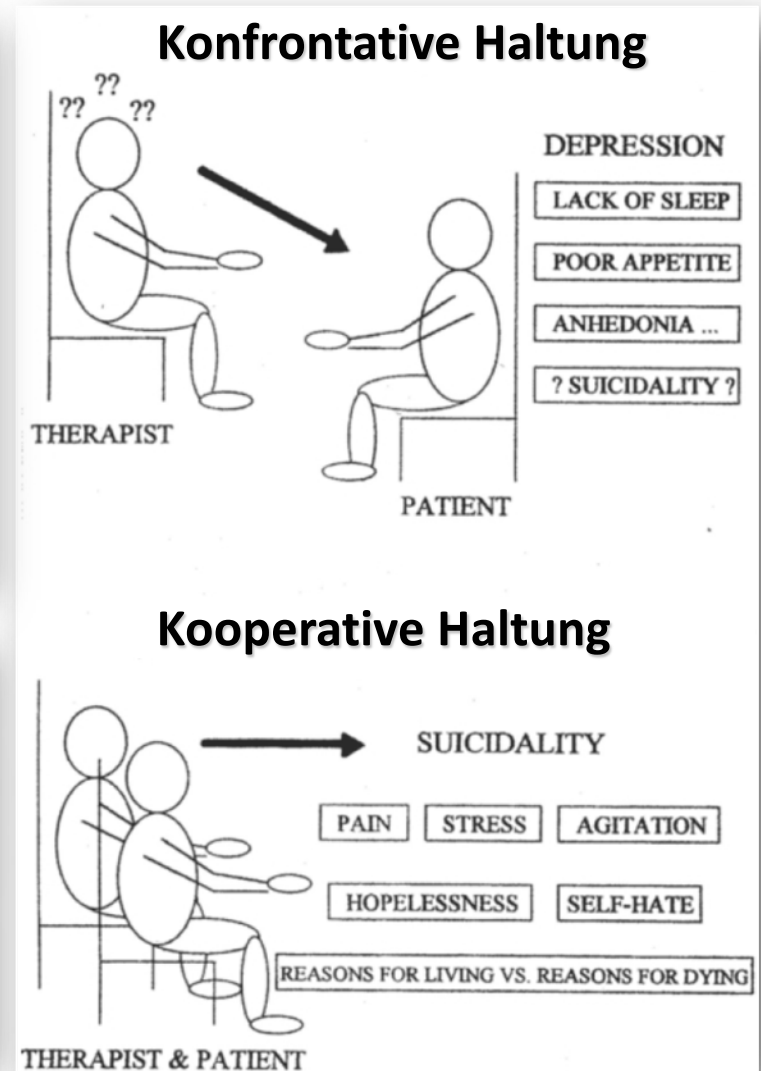 Konfrontative Haltung
??
?? ??
DEPRESSION
LACK OF SLEEP
POOR APPETITE
ANHEDONIA ...
? SUICIDALITY ?
THERAPIST
PATIENT
Kooperative Haltung
SUICIDALITY
PAIN STRESS AGITATION
HOPELESSNESS SELF-HATE
REASONS FOR LIVING VS. REASONS FOR DYING
THERAPIST & PATIENT